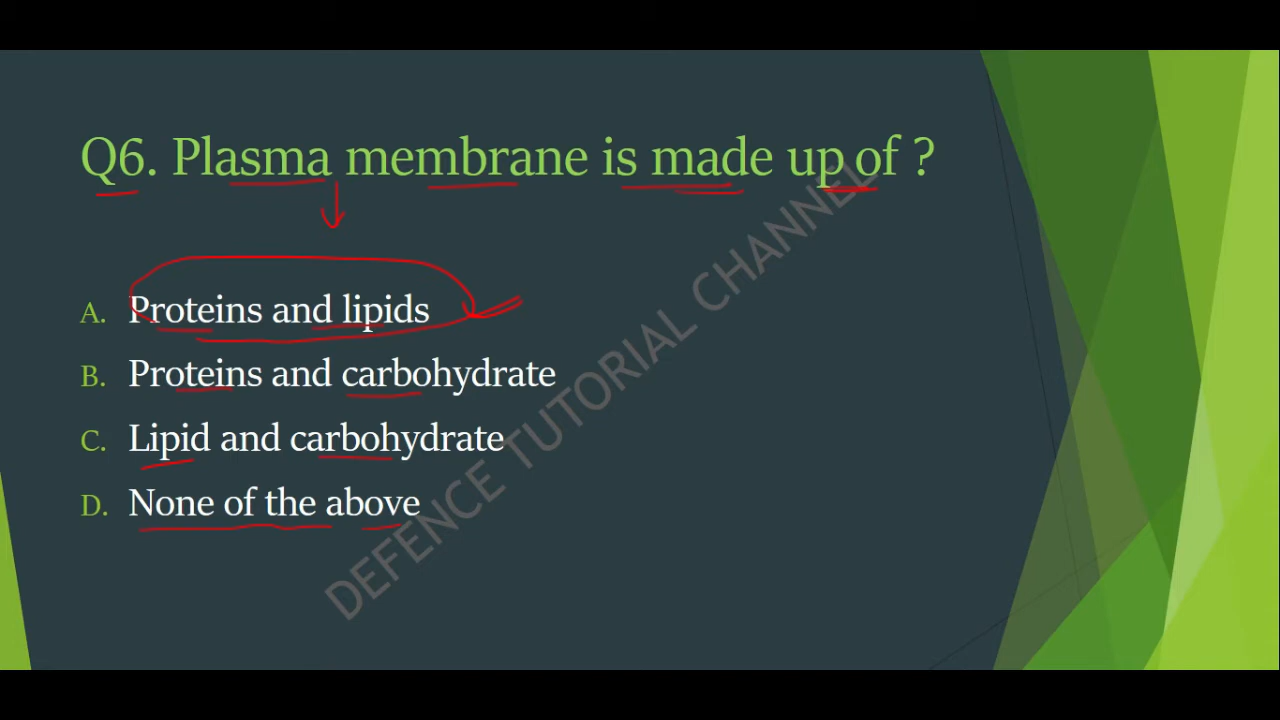 Q6. Plasma membrane is made up of ?
A. Proteins and lipids
B. Proteins and carbohydrate
C. Lipid and carbohydrate
D. None of the above
DEFENCE TUTORIAL CHANNEL